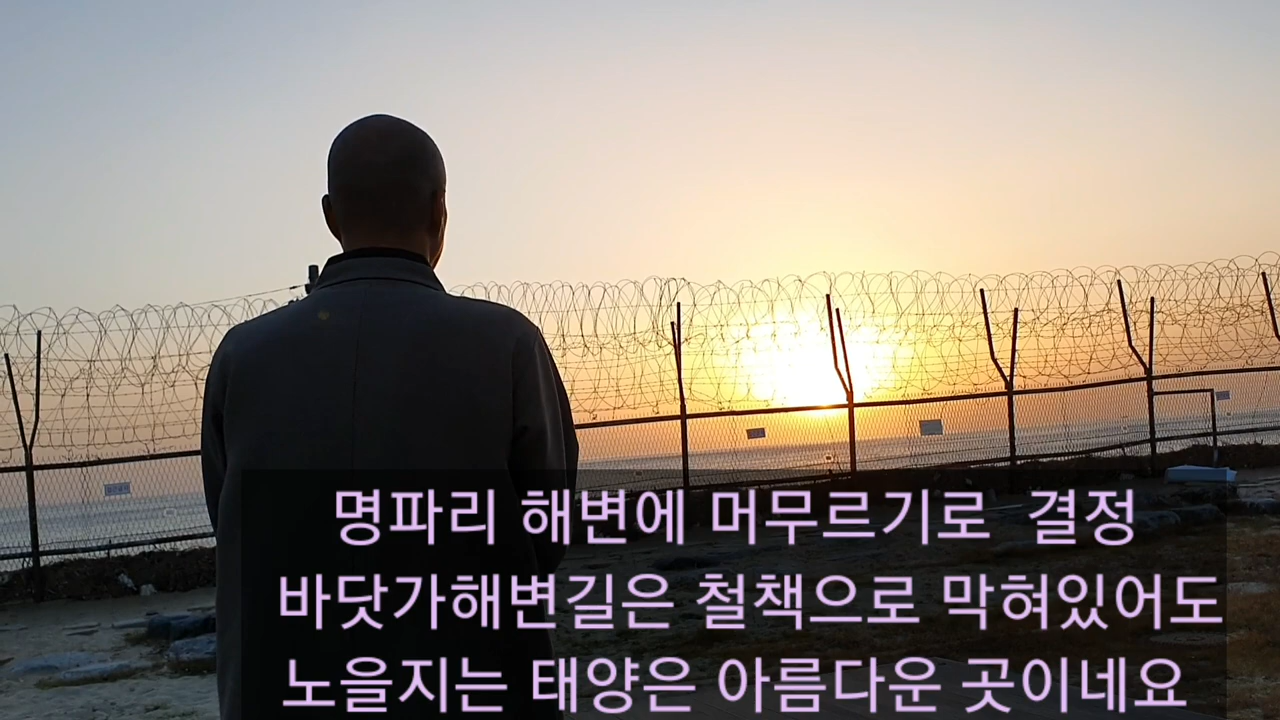 명파리 해변에 머무르기로 결정
바닷가해변길은 철책으로 막혀있어도
노을지는 태양은 아름다운 곳이네요